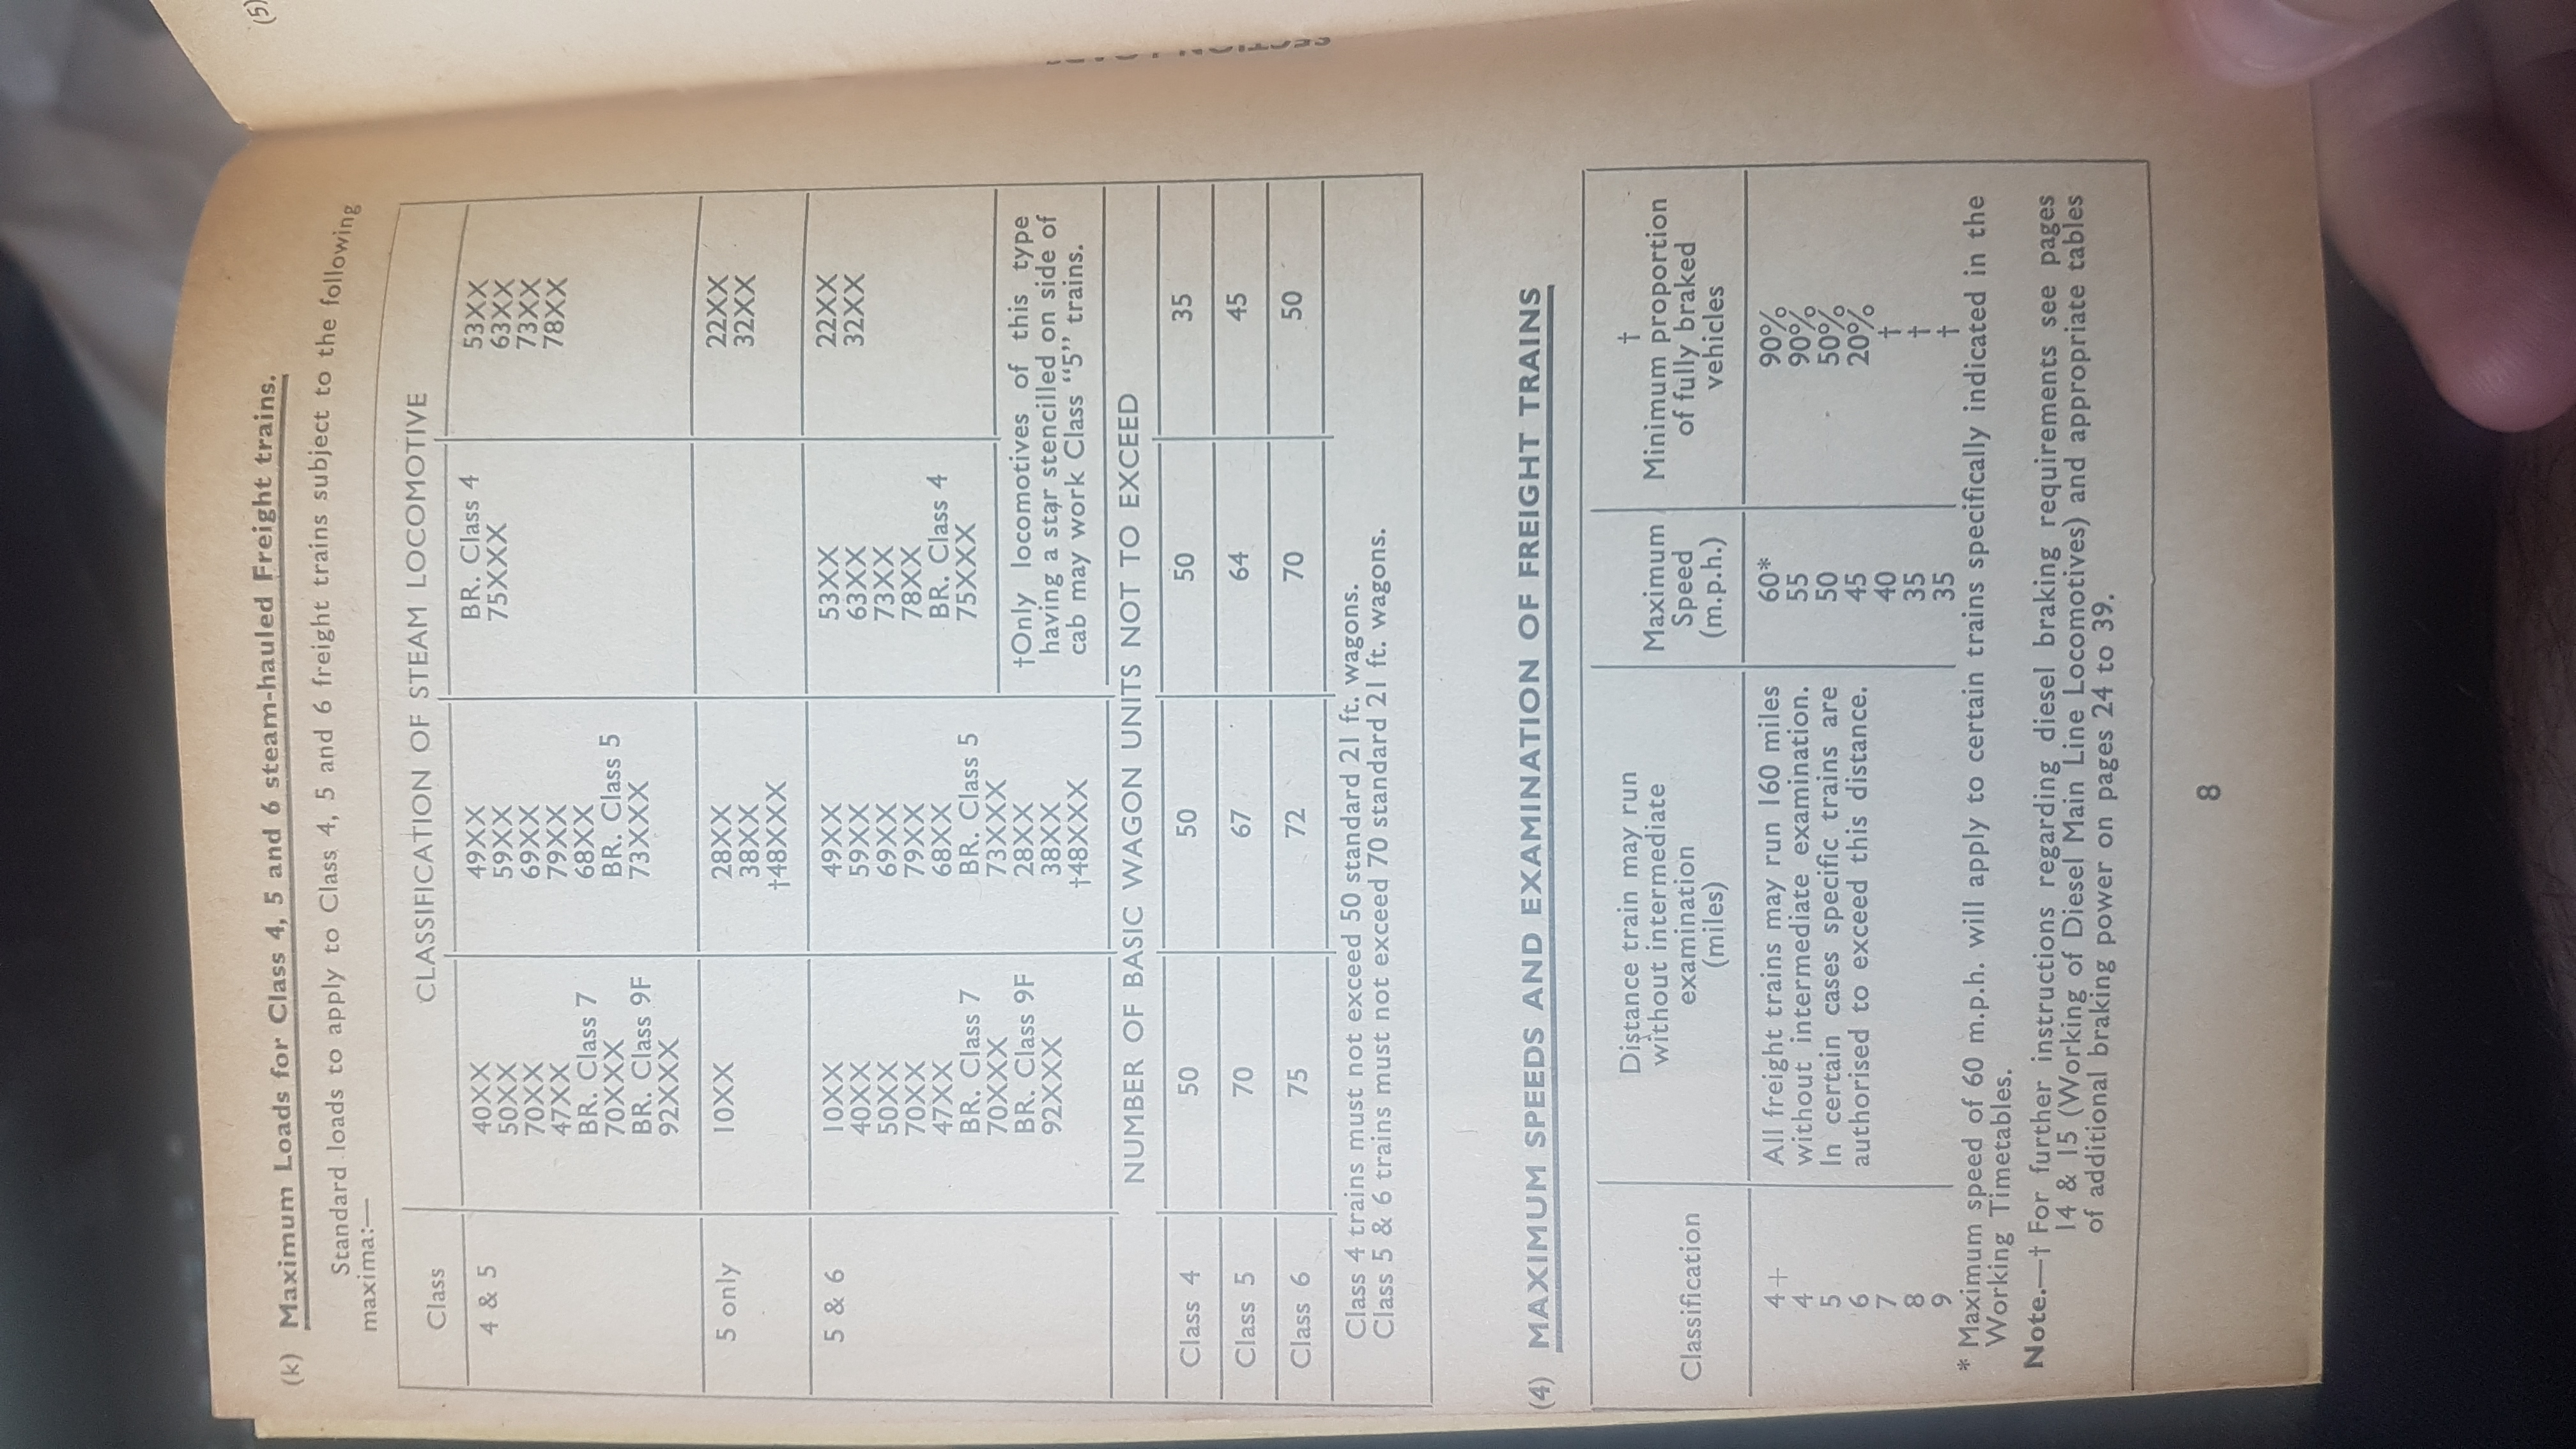 (k) Maximum Loads for Class 4, 5 and 6 steam-hauled Freight trains.
Standard loads to apply to Class 4, 5 and 6 freight trains subject to the following
maxima:—
CLASSIFICATION OF STEAM LOCOMOTIVE
Class
4 & 5 40XX 49XX BR. Class 4 53XX
50XX 59XX 75XXX 63XX
70XX 69XX 73XX
47XX 79XX 78XX
BR. Class 7 68XX
70XXX BR. Class 5
BR. Class 9F 73XXX
92XXX
5 only 10XX 28XX 22XX
38XX 32XX
†48XXX
5 & 6 10XX 49XX 53XX 22XX
40XX 59XX 63XX 32XX
50XX 69XX 73XX
70XX 79XX 78XX
47XX 68XX BR. Class 4
BR. Class 7 BR. Class 5 75XXX
70XXX 73XXX
BR. Class 9F 28XX †Only locomotives of this type
92XXX 38XX having a star stencilled on side of
†48XXX cab may work Class "5" trains.
NUMBER OF BASIC WAGON UNITS NOT TO EXCEED
Class 4 50 50 50 35
Class 5 70 67 64 45
Class 6 75 72 70 50
Class 4 trains must not exceed 50 standard 21 ft. wagons.
Class 5 & 6 trains must not exceed 70 standard 21 ft. wagons.
(4) MAXIMUM SPEEDS AND EXAMINATION OF FREIGHT TRAINS
Classification
Distance train may run
without intermediate
examination
(miles)
Maximum
Speed
(m.p.h.)
†
Minimum proportion
of fully braked
vehicles
4+ All freight trains may run 160 miles 60* 90%
4 without intermediate examination. 55 90%
5 In certain cases specific trains are 50 50%
6 authorised to exceed this distance. 45 20%
7 40 †
8 35 †
9 35 †
* Maximum speed of 60 m.p.h. will apply to certain trains specifically indicated in the
Working Timetables.
Note.—† For further instructions regarding diesel braking requirements see pages
14 & 15 (Working of Diesel Main Line Locomotives) and appropriate tables
of additional braking power on pages 24 to 39.
8
(5)